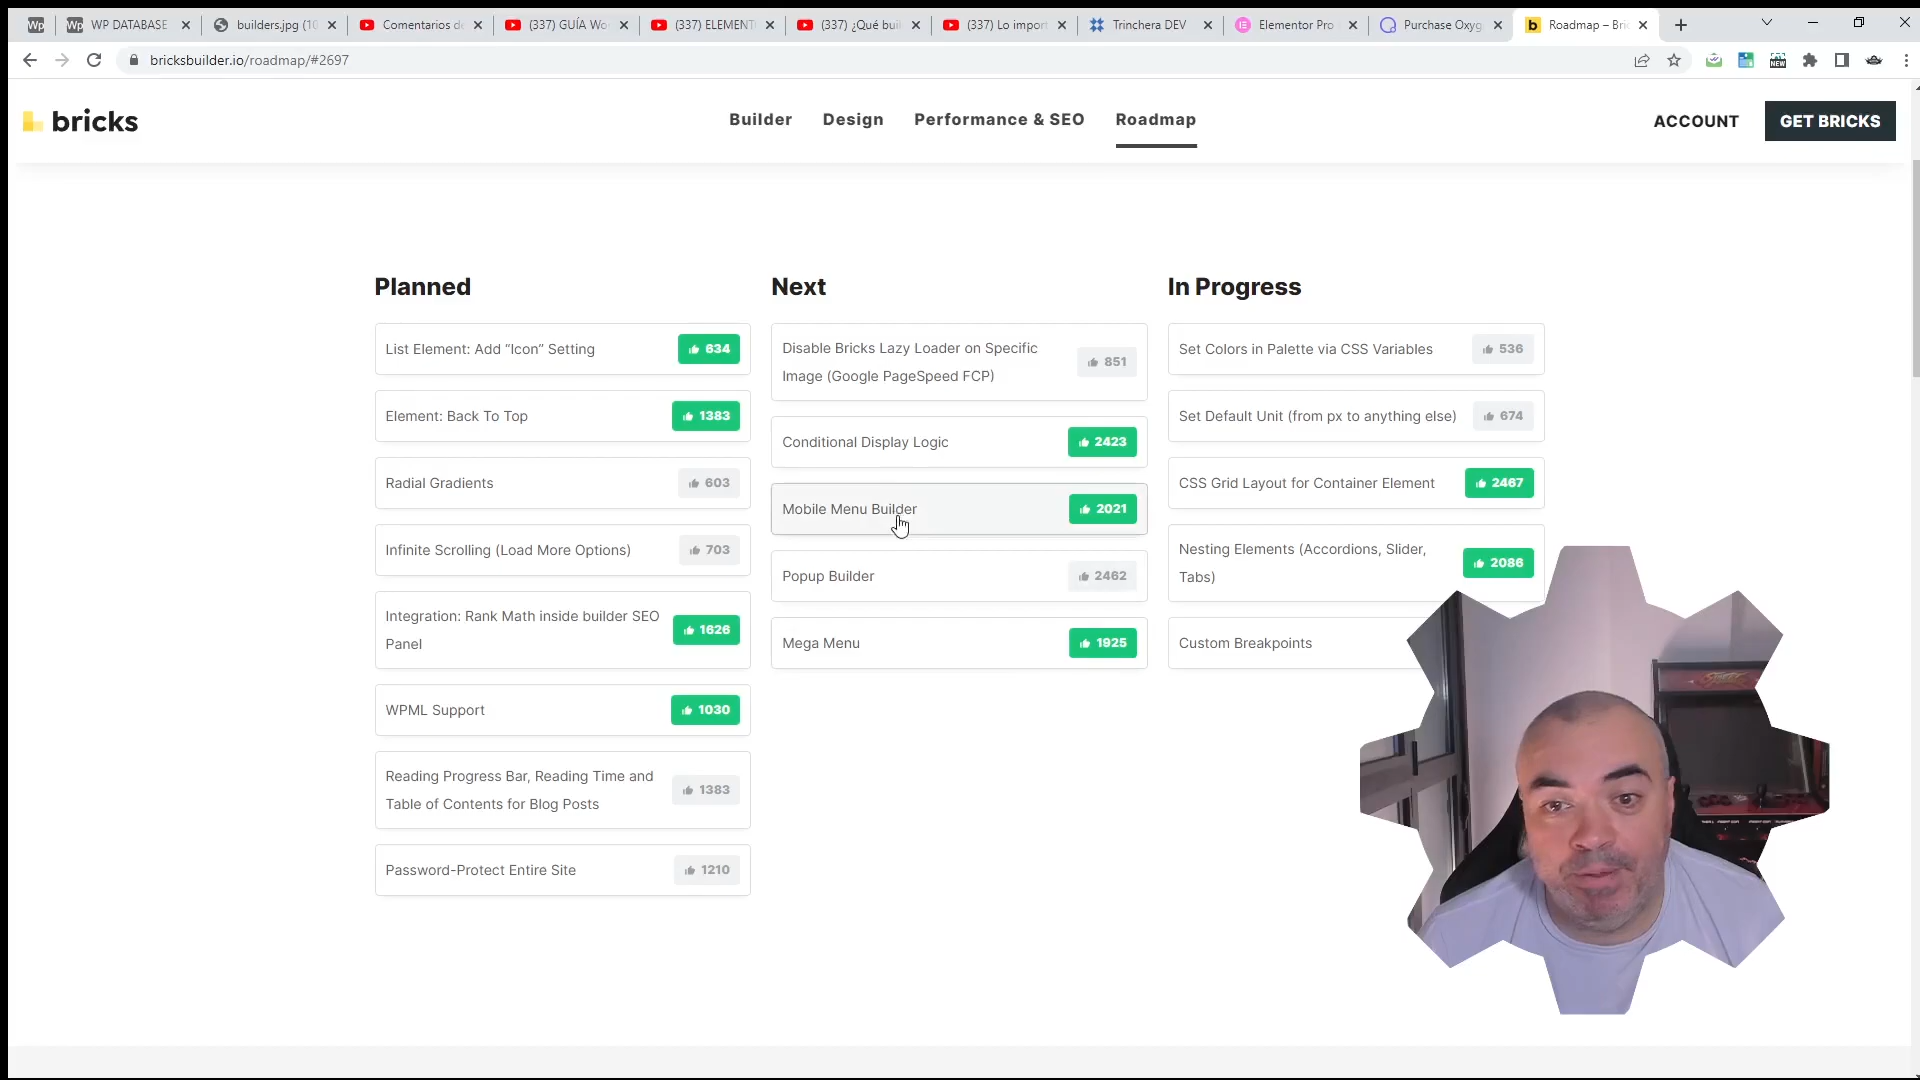 WP DATABASE
builders.jpg (10
Comentarios de
(337) GUÍA Wo
(337) ELEMENT
(337) ¿Qué buil
(337) Lo import
Trinchera DEV
Elementor Pro
Purchase Oxyg
Roadmap – Bric
bricksbuilder.io/roadmap/#2697
bricks
Builder
Design
Performance & SEO
Roadmap
ACCOUNT
GET BRICKS
Planned
List Element: Add “Icon” Setting
634
Element: Back To Top
1383
Radial Gradients
603
Infinite Scrolling (Load More Options)
703
Integration: Rank Math inside builder SEO
Panel
1626
WPML Support
1030
Reading Progress Bar, Reading Time and
Table of Contents for Blog Posts
1383
Password-Protect Entire Site
1210
Next
Disable Bricks Lazy Loader on Specific
Image (Google PageSpeed FCP)
851
Conditional Display Logic
2423
Mobile Menu Builder
2021
Popup Builder
2462
Mega Menu
1925
In Progress
Set Colors in Palette via CSS Variables
536
Set Default Unit (from px to anything else)
674
CSS Grid Layout for Container Element
2467
Nesting Elements (Accordions, Slider,
Tabs)
2086
Custom Breakpoints